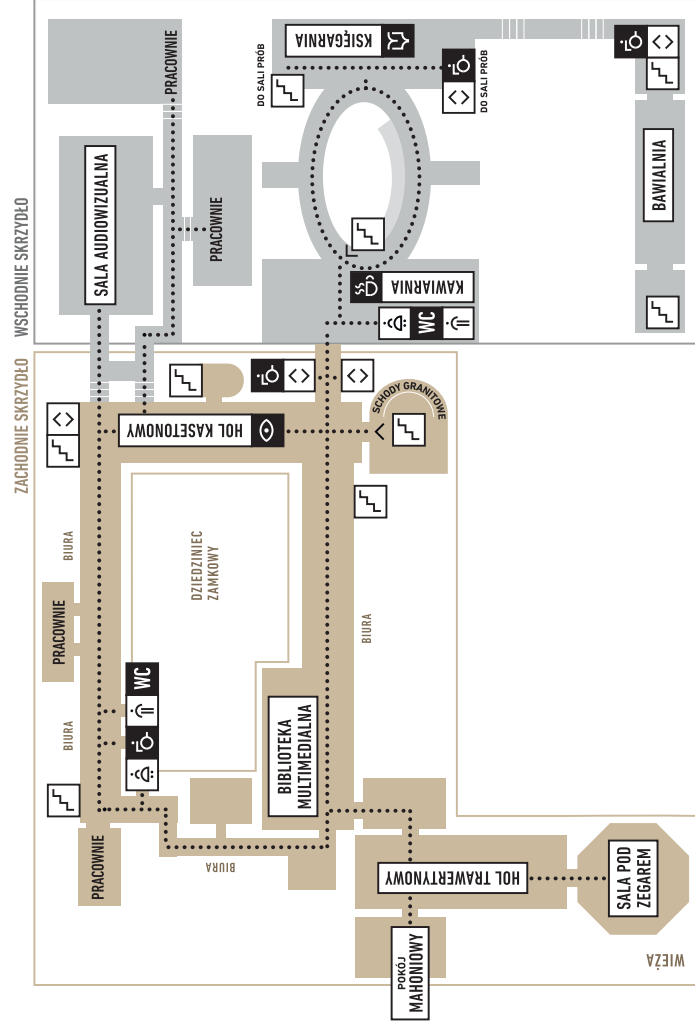 WSCHODNIE SKRZYDŁO
ZACHODNIE SKRZYDŁO
PRACOWNIE
SALA AUDIOWIZUALNA
PRACOWNIE
KSIĘGARNIA
DO SALI PRÓB
DO SALI PRÓB
KAWIARNIA
WC
BAWIALNIA
HOL KASETONOWY
SCHODY GRANITOWE
BIURA
PRACOWNIE
BIURA
DZIEDZINIEC
ZAMKOWY
WC
BIURA
BIBLIOTEKA
MULTIMEDIALNA
PRACOWNIE
BIURA
HOL TRAWERTYNOWY
SALA POD
ZEGAREM
POKÓJ
MAHONIOWY
WIEŻA